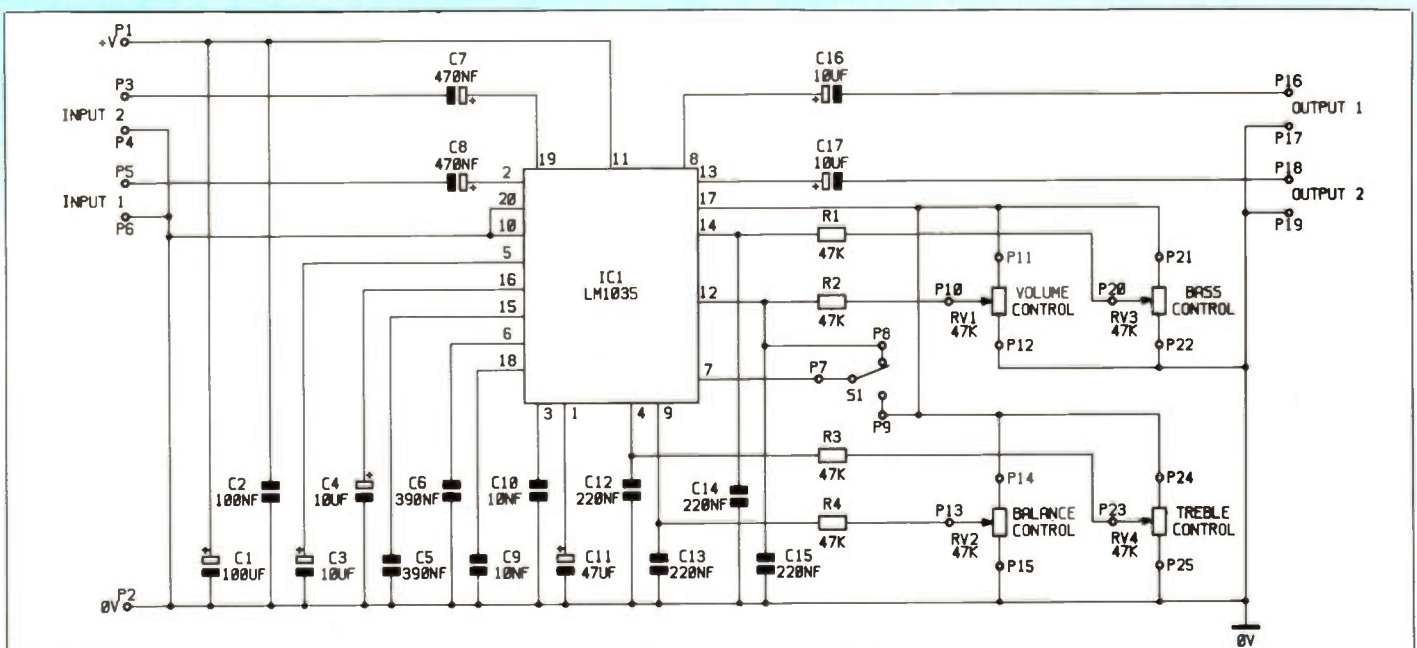 P1
+V
P3
INPUT 2
P4
P5
INPUT 1
P6
C7
470NF
C8
470NF
C16
10UF
C17
10UF
P16
OUTPUT 1
P17
P18
OUTPUT 2
P19
19
11
8
2
20
10
5
16
15
6
18
13
17
14
12
7
3
1
4
9
IC1
LM1035
R1
47K
R2
47K
P11
P10
VOLUME
CONTROL
RV1
47K
P12
P21
P20
BASS
CONTROL
RV3
47K
P22
P8
P7
S1
P9
R3
47K
R4
47K
P14
P13
BALANCE
CONTROL
RV2
47K
P15
P24
P23
TREBLE
CONTROL
RV4
47K
P25
C2
100NF
C4
10UF
C6
390NF
C10
10NF
C12
220NF
C14
220NF
C1
100UF
C3
10UF
C5
390NF
C9
10NF
C11
47UF
C13
220NF
C15
220NF
P2
0V
0V